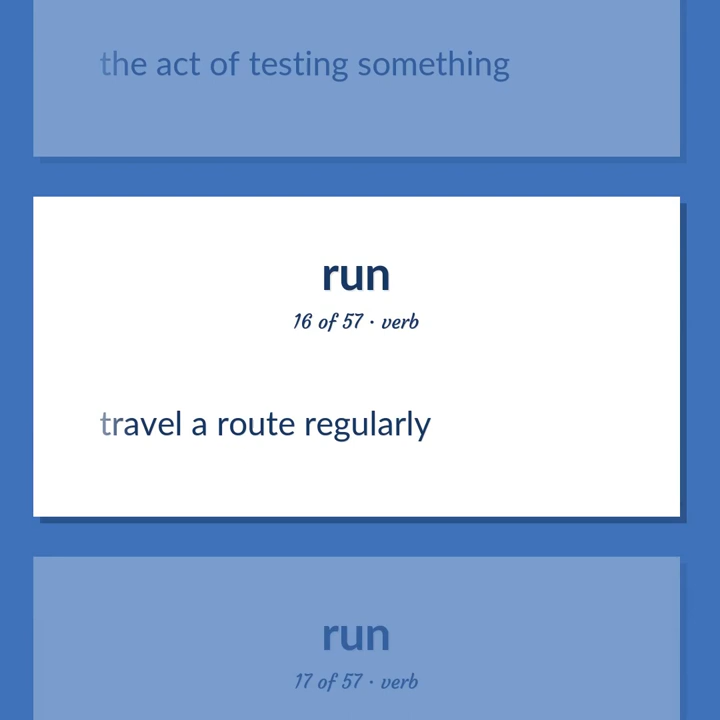 the act of testing something
run
16 of 57 · verb
travel a route regularly
run
17 of 57 · verb